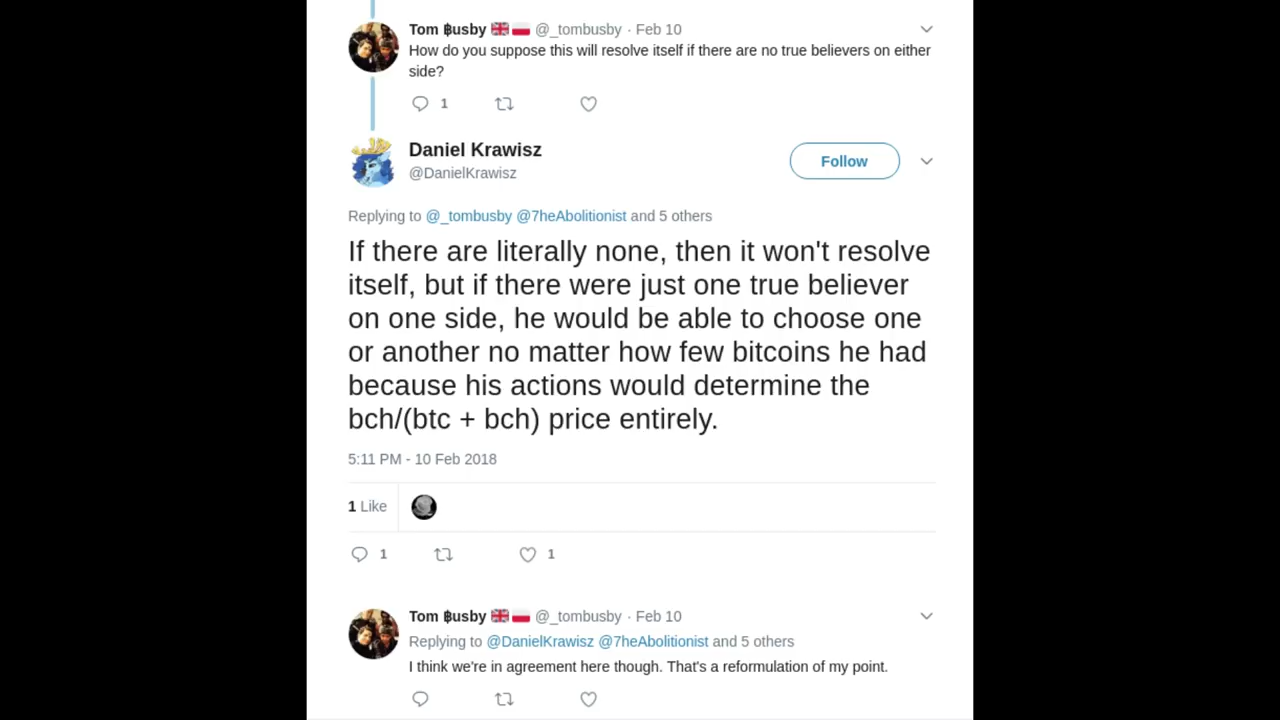 Tom ฿usby 🇬🇧🇵🇱 @_tombusby · Feb 10
How do you suppose this will resolve itself if there are no true believers on either
side?
1
Daniel Krawisz
@DanielKrawisz
Follow
Replying to @_tombusby @7heAbolitionist and 5 others
If there are literally none, then it won't resolve
itself, but if there were just one true believer
on one side, he would be able to choose one
or another no matter how few bitcoins he had
because his actions would determine the
bch/(btc + bch) price entirely.
5:11 PM - 10 Feb 2018
1 Like
1 1
Tom ฿usby 🇬🇧🇵🇱 @_tombusby · Feb 10
Replying to @DanielKrawisz @7heAbolitionist and 5 others
I think we're in agreement here though. That's a reformulation of my point.